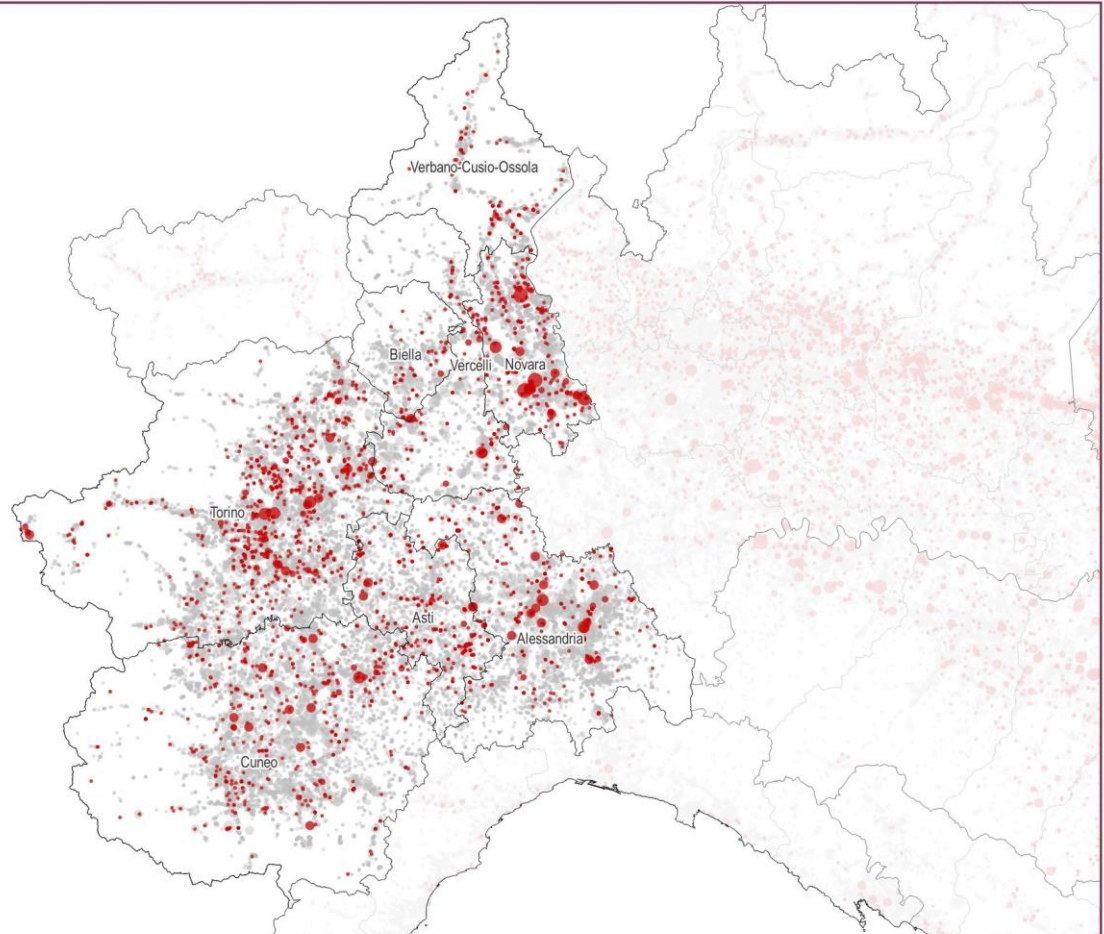 Verbano-Cusio-Ossola
Biella
Vercelli
Novara
Torino
Asti
Alessandria
Cuneo